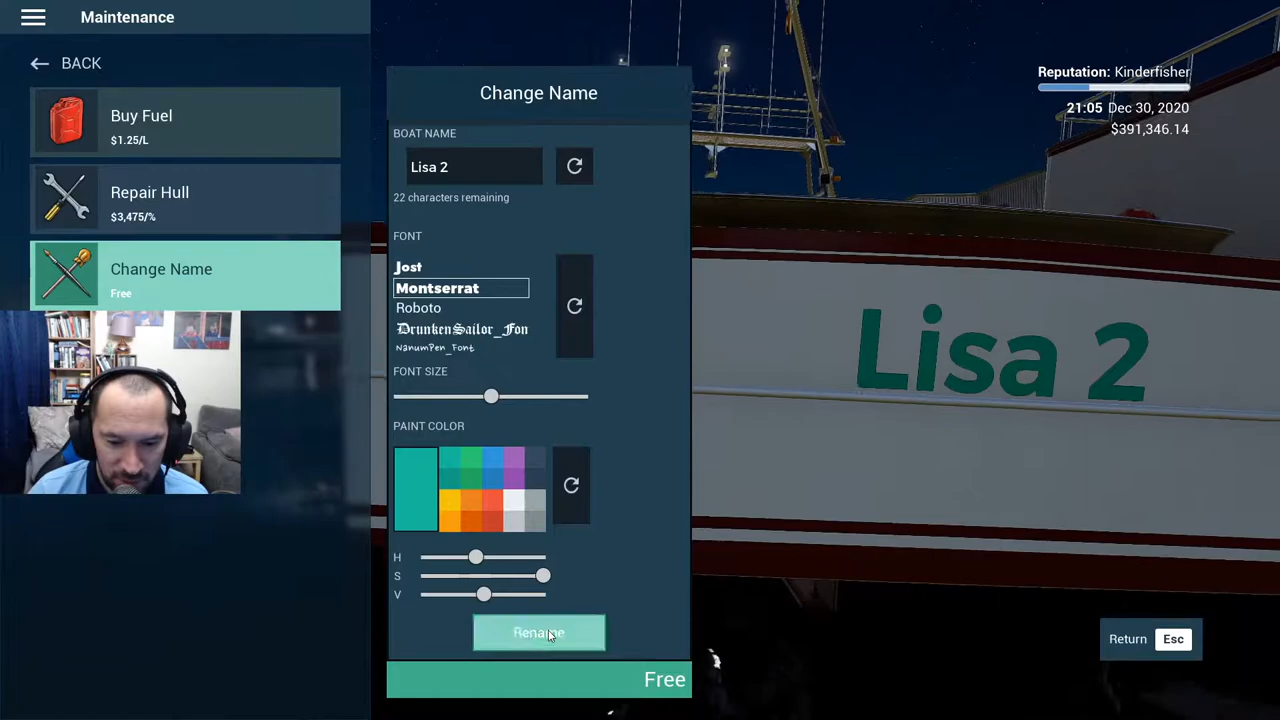 Maintenance
BACK
Buy Fuel
$1.25/L
Repair Hull
$3,475/%
Change Name
Free
Change Name
BOAT NAME
Lisa 2
22 characters remaining
FONT
Jost
Montserrat
Roboto
DrunkenSailor_Fon
NanumPen_Font
FONT SIZE
PAINT COLOR
H
S
V
Rename
Free
Reputation: Kinderfisher
21:05 Dec 30, 2020
$391,346.14
Lisa 2
Return Esc